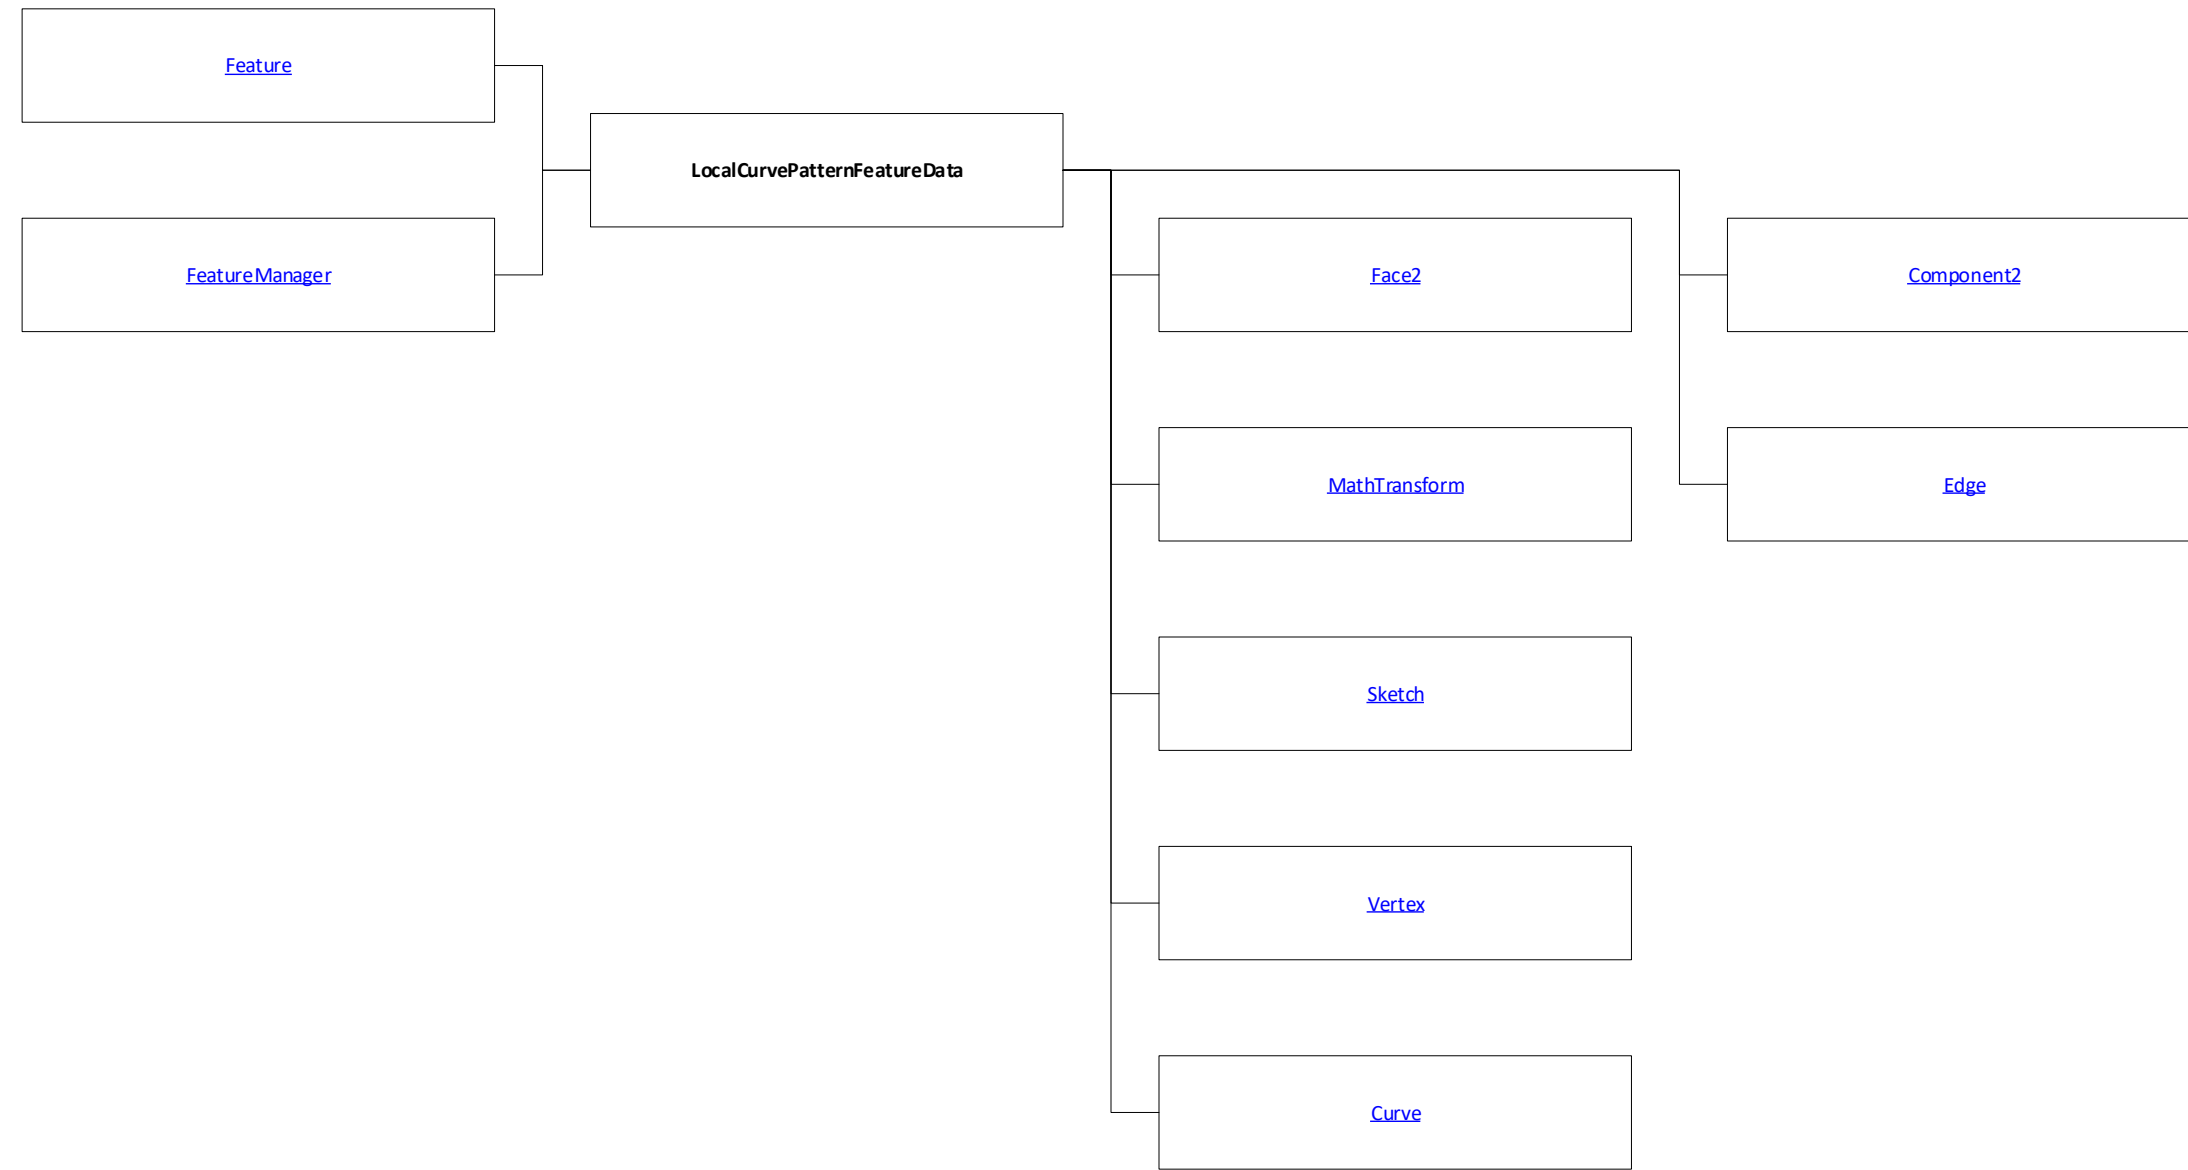 Feature
LocalCurvePatternFeatureData
FeatureManager
Face2
Component2
MathTransform
Edge
Sketch
Vertex
Curve